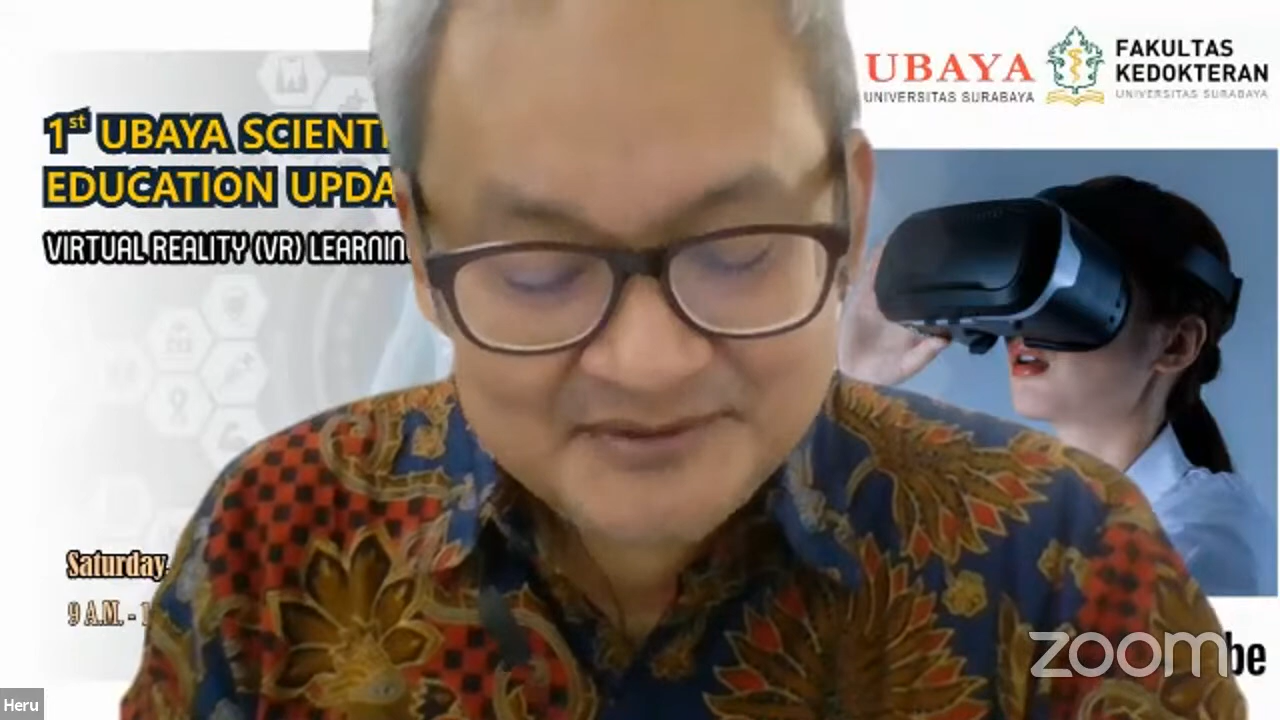 1st UBAYA SCIENTI
EDUCATION UPDA
VIRTUAL REALITY (VR) LEARNIN
UBAYA
UNIVERSITAS SURABAYA
FAKULTAS
KEDOKTERAN
UNIVERSITAS SURABAYA
Saturday
9 A.M. - 1
zoom
be
Heru